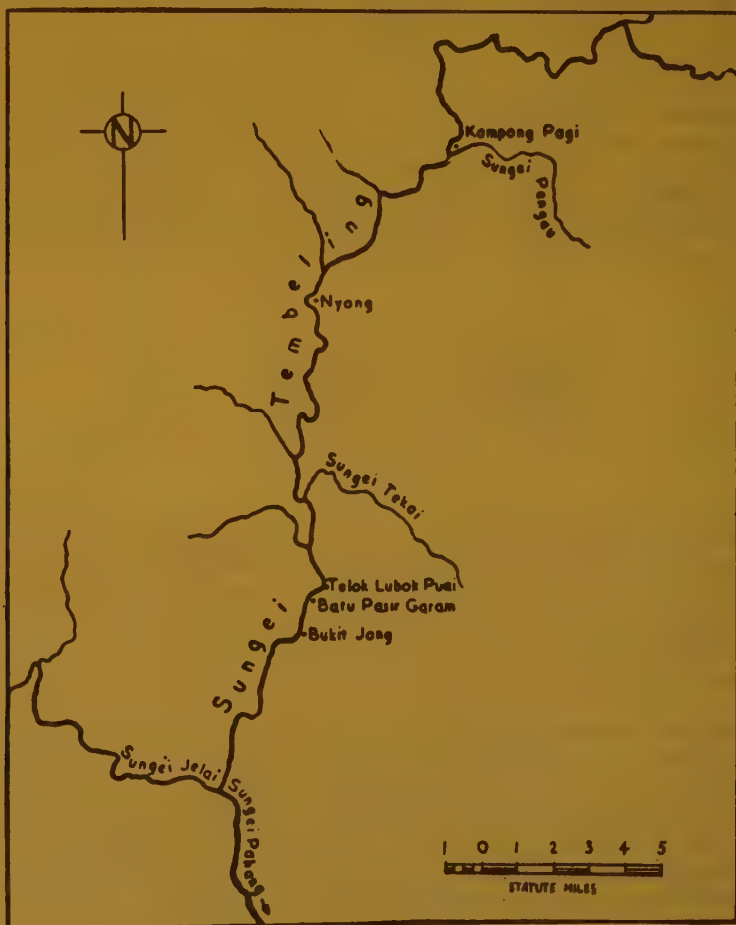 N
Kampong Pagi
Sungei Pengau
Sungei Tembeling
Nyong
Sungei Tekai
Telok Lubok Puai
Batu Pasir Garam
Bukit Jong
Sungei Jelai
Sungei Pahang
1 0 1 2 3 4 5
STATUTE MILES